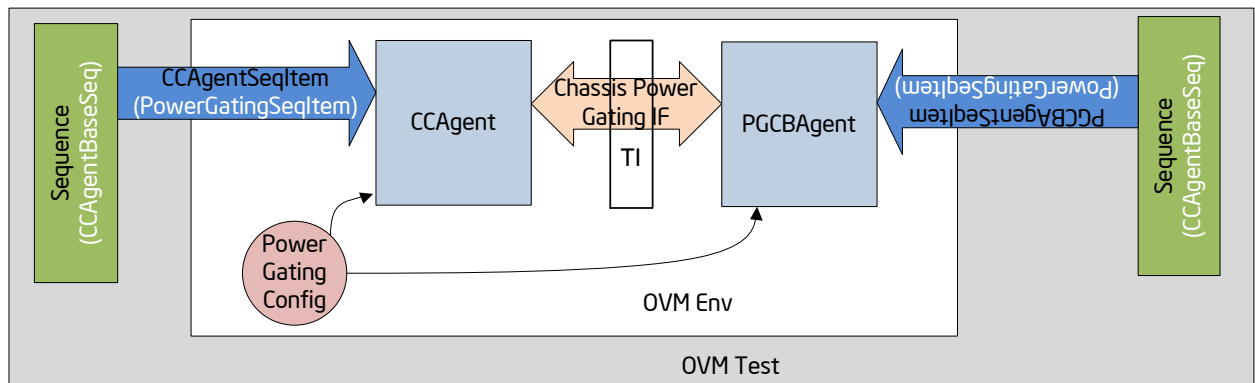 Sequence
(CCAgentBaseSeq)
CCAgentSeqItem
(PowerGatingSeqItem)
CCAgent
Chassis Power
Gating IF
TI
PGCBAgent
PGCBAgentSeqItem
(PowerGatingSeqItem)
Sequence
(CCAgentBaseSeq)
Power
Gating
Config
OVM Env
OVM Test